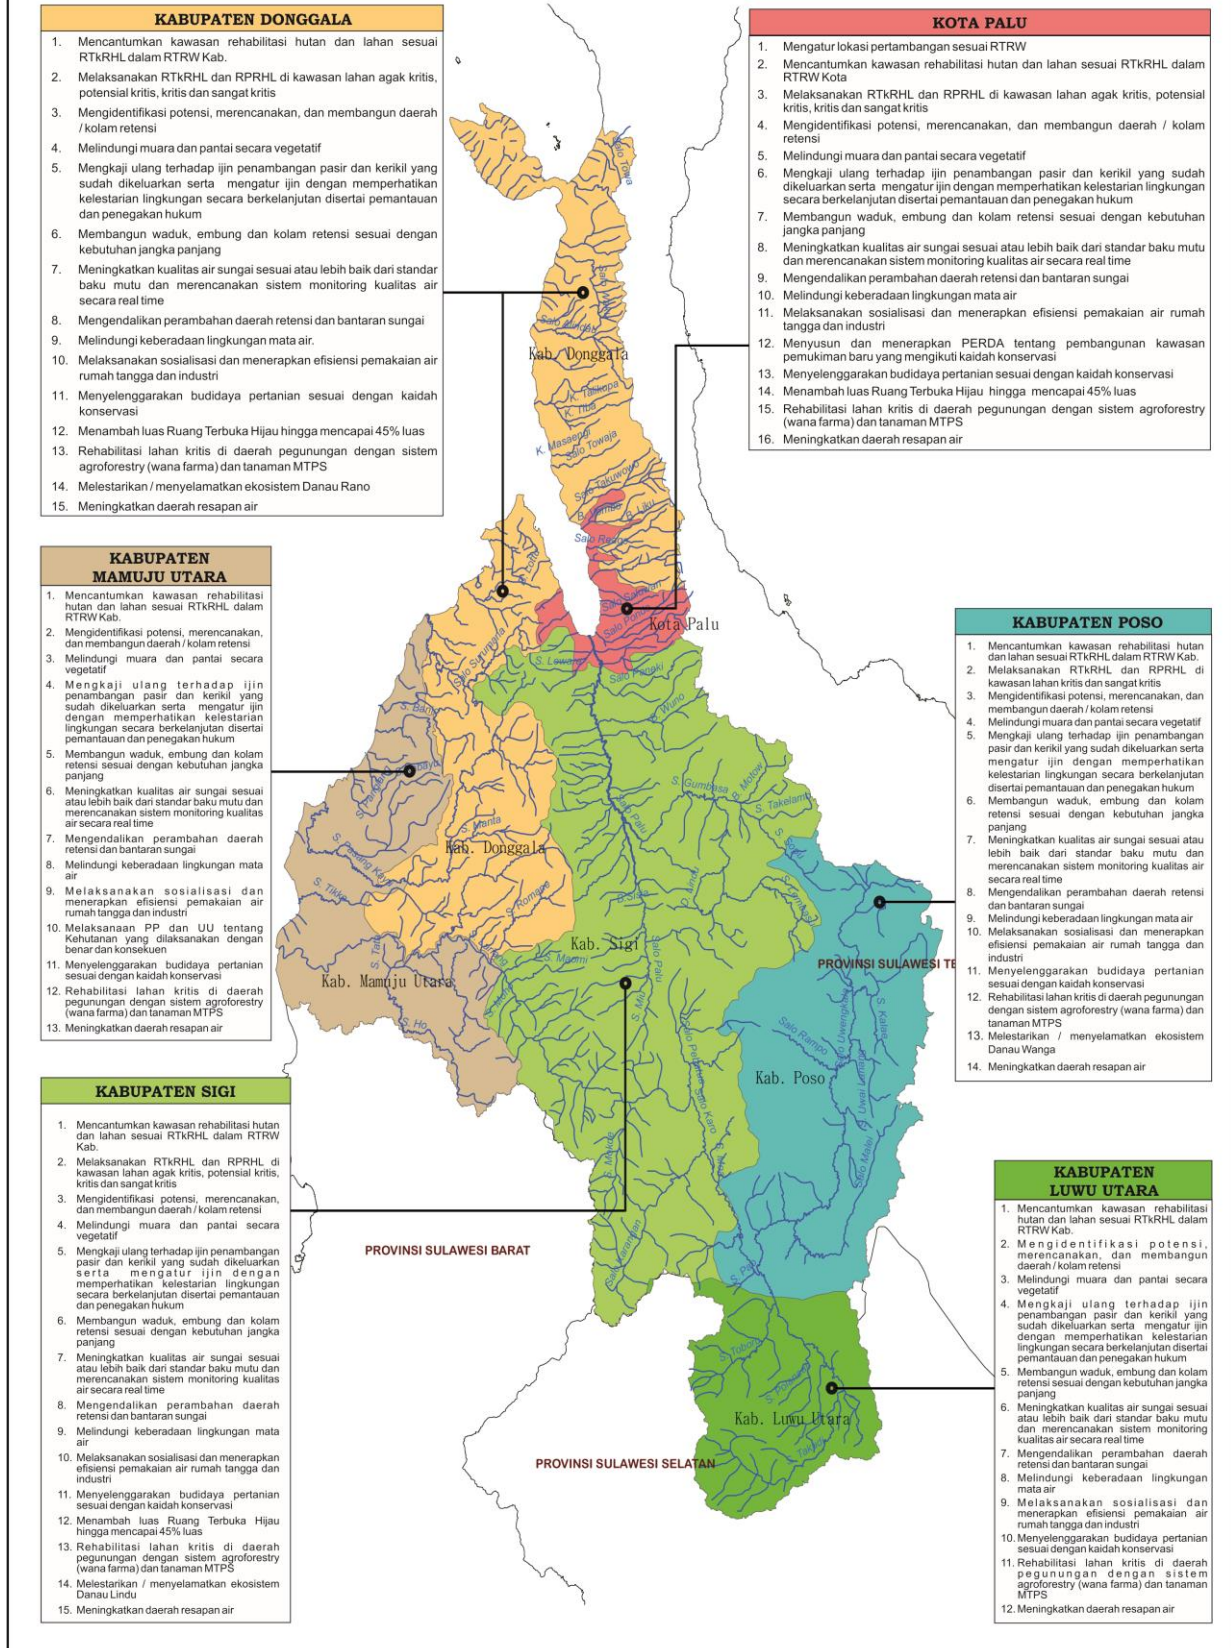 KABUPATEN DONGGALA
1. Mencantumkan kawasan rehabilitasi hutan dan lahan sesuai
RTkRHL dalam RTRW Kab.
2. Melaksanakan RTkRHL dan RPRHL di kawasan lahan agak kritis,
potensial kritis, kritis dan sangat kritis
3. Mengidentifikasi potensi, merencanakan, dan membangun daerah
/ kolam retensi
4. Melindungi muara dan pantai secara vegetatif
5. Mengkaji ulang terhadap ijin penambangan pasir dan kerikil yang
sudah dikeluarkan serta mengatur ijin dengan memperhatikan
kelestarian lingkungan secara berkelanjutan disertai pemantauan
dan penegakan hukum
6. Membangun waduk, embung dan kolam retensi sesuai dengan
kebutuhan jangka panjang
7. Meningkatkan kualitas air sungai sesuai atau lebih baik dari standar
baku mutu dan merencanakan sistem monitoring kualitas air
secara real time
8. Mengendalikan perambahan daerah retensi dan bantaran sungai
9. Melindungi keberadaan lingkungan mata air.
10. Melaksanakan sosialisasi dan menerapkan efisiensi pemakaian air
rumah tangga dan industri
11. Menyelenggarakan budidaya pertanian sesuai dengan kaidah
konservasi
12. Menambah luas Ruang Terbuka Hijau hingga mencapai 45% luas
13. Rehabilitasi lahan kritis di daerah pegunungan dengan sistem
agroforestry (wana farma) dan tanaman MTPS
14. Melestarikan / menyelamatkan ekosistem Danau Rano
15. Meningkatkan daerah resapan air
KOTA PALU
1. Mengatur lokasi pertambangan sesuai RTRW
2. Mencantumkan kawasan rehabilitasi hutan dan lahan sesuai RTkRHL dalam
RTRW Kota
3. Melaksanakan RTkRHL dan RPRHL di kawasan lahan agak kritis, potensial
kritis, kritis dan sangat kritis
4. Mengidentifikasi potensi, merencanakan, dan membangun daerah / kolam
retensi
5. Melindungi muara dan pantai secara vegetatif
6. Mengkaji ulang terhadap ijin penambangan pasir dan kerikil yang sudah
dikeluarkan serta mengatur ijin dengan memperhatikan kelestarian lingkungan
secara berkelanjutan disertai pemantauan dan penegakan hukum
7. Membangun waduk, embung dan kolam retensi sesuai dengan kebutuhan
jangka panjang
8. Meningkatkan kualitas air sungai sesuai atau lebih baik dari standar baku mutu
dan merencanakan sistem monitoring kualitas air secara real time
9. Mengendalikan perambahan daerah retensi dan bantaran sungai
10. Melindungi keberadaan lingkungan mata air
11. Melaksanakan sosialisasi dan menerapkan efisiensi pemakaian air rumah
tangga dan industri
12. Menyusun dan menerapkan PERDA tentang pembangunan kawasan
pemukiman baru yang mengikuti kaidah konservasi
13. Menyelenggarakan budidaya pertanian sesuai dengan kaidah konservasi
14. Menambah luas Ruang Terbuka Hijau hingga mencapai 45% luas
15. Rehabilitasi lahan kritis di daerah pegunungan dengan sistem agroforestry
(wana farma) dan tanaman MTPS
16. Meningkatkan daerah resapan air
KABUPATEN
MAMUJU UTARA
1. Mencantumkan kawasan rehabilitasi
hutan dan lahan sesuai RTkRHL dalam
RTRW Kab.
2. Mengidentifikasi potensi, merencanakan,
dan membangun daerah / kolam retensi
3. Melindungi muara dan pantai secara
vegetatif
4. Mengkaji ulang terhadap ijin
penambangan pasir dan kerikil yang
sudah dikeluarkan serta mengatur ijin
dengan memperhatikan kelestarian
lingkungan secara berkelanjutan disertai
pemantauan dan penegakan hukum
5. Membangun waduk, embung dan kolam
retensi sesuai dengan kebutuhan jangka
panjang
6. Meningkatkan kualitas air sungai sesuai
atau lebih baik dari standar baku mutu dan
merencanakan sistem monitoring kualitas
air secara real time
7. Mengendalikan perambahan daerah
retensi dan bantaran sungai
8. Melindungi keberadaan lingkungan mata
air
9. Melaksanakan sosialisasi dan
menerapkan efisiensi pemakaian air
rumah tangga dan industri
10. Melaksanaan PP dan UU tentang
Kehutanan yang dilaksanakan dengan
benar dan konsekuen
11. Menyelenggarakan budidaya pertanian
sesuai dengan kaidah konservasi
12. Rehabilitasi lahan kritis di daerah
pegunungan dengan sistem agroforestry
(wana farma) dan tanaman MTPS
13. Meningkatkan daerah resapan air
KABUPATEN POSO
1. Mencantumkan kawasan rehabilitasi hutan
dan lahan sesuai RTkRHL dalam RTRW Kab.
2. Melaksanakan RTkRHL dan RPRHL di
kawasan lahan kritis dan sangat kritis
3. Mengidentifikasi potensi, merencanakan, dan
membangun daerah / kolam retensi
4. Melindungi muara dan pantai secara vegetatif
5. Mengkaji ulang terhadap ijin penambangan
pasir dan kerikil yang sudah dikeluarkan serta
mengatur ijin dengan memperhatikan
kelestarian lingkungan secara berkelanjutan
disertai pemantauan dan penegakan hukum
6. Membangun waduk, embung dan kolam
retensi sesuai dengan kebutuhan jangka
panjang
7. Meningkatkan kualitas air sungai sesuai atau
lebih baik dari standar baku mutu dan
merencanakan sistem monitoring kualitas air
secara real time
8. Mengendalikan perambahan daerah retensi
dan bantaran sungai
9. Melindungi keberadaan lingkungan mata air
10. Melaksanakan sosialisasi dan menerapkan
efisiensi pemakaian air rumah tangga dan
industri
11. Menyelenggarakan budidaya pertanian
sesuai dengan kaidah konservasi
12. Rehabilitasi lahan kritis di daerah pegunungan
dengan sistem agroforestry (wana farma) dan
tanaman MTPS
13. Melestarikan / menyelamatkan ekosistem
Danau Wanga
14. Meningkatkan daerah resapan air
KABUPATEN SIGI
1. Mencantumkan kawasan rehabilitasi hutan
dan lahan sesuai RTkRHL dalam RTRW
Kab.
2. Melaksanakan RTkRHL dan RPRHL di
kawasan lahan agak kritis, potensial kritis,
kritis dan sangat kritis
3. Mengidentifikasi potensi, merencanakan,
dan membangun daerah / kolam retensi
4. Melindungi muara dan pantai secara
vegetatif
5. Mengkaji ulang terhadap ijin penambangan
pasir dan kerikil yang sudah dikeluarkan
serta mengatur ijin dengan
memperhatikan kelestarian lingkungan
secara berkelanjutan disertai pemantauan
dan penegakan hukum
6. Membangun waduk, embung dan kolam
retensi sesuai dengan kebutuhan jangka
panjang
7. Meningkatkan kualitas air sungai sesuai
atau lebih baik dari standar baku mutu dan
merencanakan sistem monitoring kualitas
air secara real time
8. Mengendalikan perambahan daerah
retensi dan bantaran sungai
9. Melindungi keberadaan lingkungan mata
air
10. Melaksanakan sosialisasi dan menerapkan
efisiensi pemakaian air rumah tangga dan
industri
11. Menyelenggarakan budidaya pertanian
sesuai dengan kaidah konservasi
12. Menambah luas Ruang Terbuka Hijau
hingga mencapai 45% luas
13. Rehabilitasi lahan kritis di daerah
pegunungan dengan sistem agroforestry
(wana farma) dan tanaman MTPS
14. Melestarikan / menyelamatkan ekosistem
Danau Lindu
15. Meningkatkan daerah resapan air
KABUPATEN
LUWU UTARA
1. Mencantumkan kawasan rehabilitasi
hutan dan lahan sesuai RTkRHL dalam
RTRW Kab.
2. Mengidentifikasi potensi,
merencanakan, dan membangun
daerah / kolam retensi
3. Melindungi muara dan pantai secara
vegetatif
4. Mengkaji ulang terhadap ijin
penambangan pasir dan kerikil yang
sudah dikeluarkan serta mengatur ijin
dengan memperhatikan kelestarian
lingkungan secara berkelanjutan disertai
pemantauan dan penegakan hukum
5. Membangun waduk, embung dan kolam
retensi sesuai dengan kebutuhan jangka
panjang
6. Meningkatkan kualitas air sungai sesuai
atau lebih baik dari standar baku mutu
dan merencanakan sistem monitoring
kualitas air secara real time
7. Mengendalikan perambahan daerah
retensi dan bantaran sungai
8. Melindungi keberadaan lingkungan
mata air
9. Melaksanakan sosialisasi dan
menerapkan efisiensi pemakaian air
rumah tangga dan industri
10. Menyelenggarakan budidaya pertanian
sesuai dengan kaidah konservasi
11. Rehabilitasi lahan kritis di daerah
pegunungan dengan sistem
agroforestry (wana farma) dan tanaman
MTPS
12. Meningkatkan daerah resapan air
Kab. Donggala
K. Tiba
K. Masaengi
Salo Towaja
Salo Takuwowo
B. Liku
Kota Palu
B. Wuno
S. Gumbasa
B. Motow
S. Takelami
Salo Palu
S. Manta
Kab. Donggala
S. Tikke
Kab. Sigi
S. Maomi
Salo Palu
Kab. Mamuju Utara
S. Ho
PROVINSI SULAWESI TE
S. Kalae
Salo Rampo
Kab. Poso
Salo Karo
Salo Malei
S. Mokoe
PROVINSI SULAWESI BARAT
Kab. Luwu Utara
PROVINSI SULAWESI SELATAN